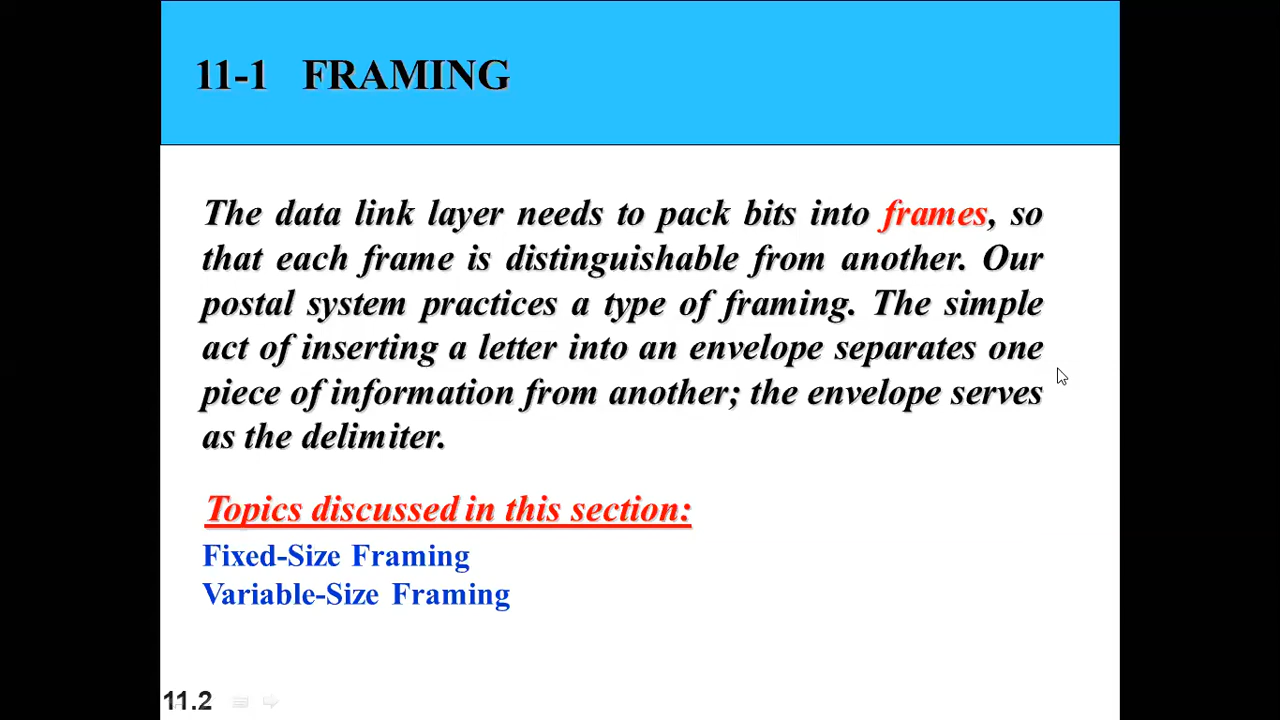 11-1 FRAMING
The data link layer needs to pack bits into frames, so
that each frame is distinguishable from another. Our
postal system practices a type of framing. The simple
act of inserting a letter into an envelope separates one
piece of information from another; the envelope serves
as the delimiter.
Topics discussed in this section:
Fixed-Size Framing
Variable-Size Framing
11.2